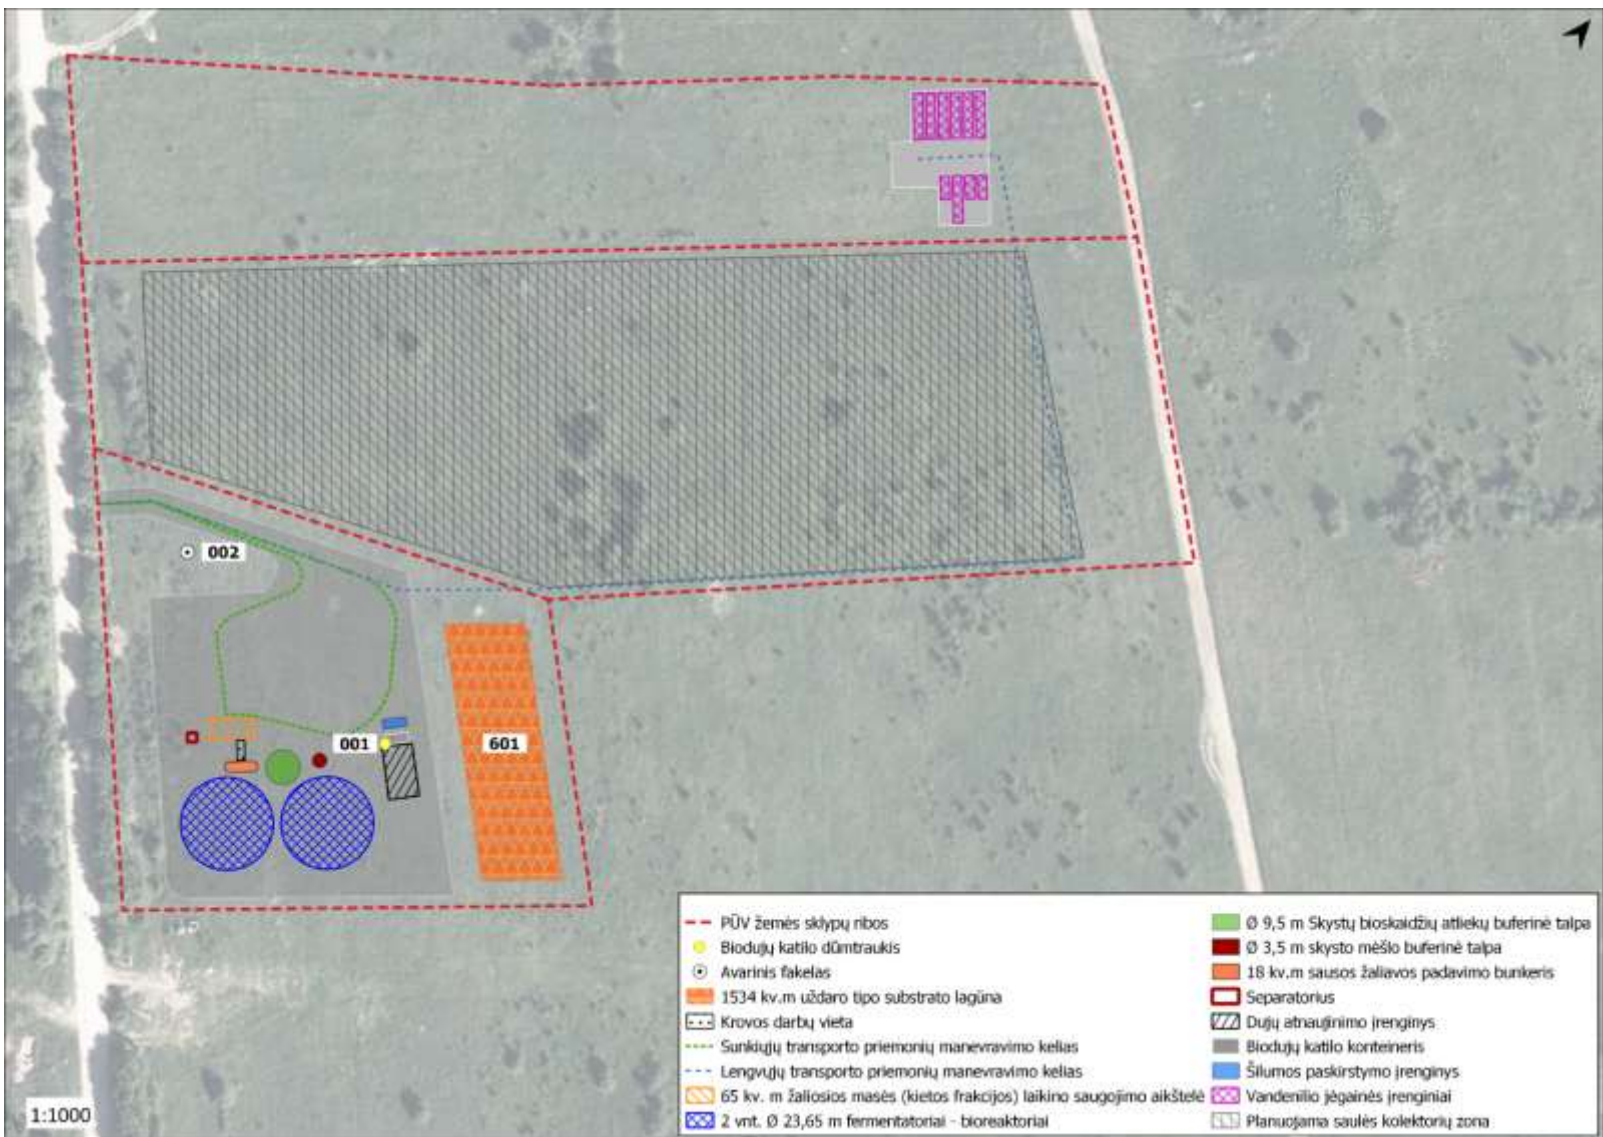 002
001
601
PŪV žemės sklypų ribos
Biodujų katilo dūmtraukis
Avarinis fakelas
1534 kv.m uždaro tipo substrato lagūna
Krovos darbų vieta
Sunkiųjų transporto priemonių manevravimo kelias
Lengvųjų transporto priemonių manevravimo kelias
65 kv. m žaliosios masės (kietos frakcijos) laikino saugojimo aikštelė
2 vnt. Ø 23,65 m fermentatoriai - bioreaktoriai
Ø 9,5 m Skystų bioskaidžių atliekų buferinė talpa
Ø 3,5 m skysto mėšlo buferinė talpa
18 kv.m sausos žaliavos padavimo bunkeris
Separatorius
Dujų atnaujinimo įrenginys
Biodujų katilo konteineris
Šilumos paskirstymo įrenginys
Vandenilio jėgainės įrenginiai
Planuojama saulės kolektorių zona
1:1000